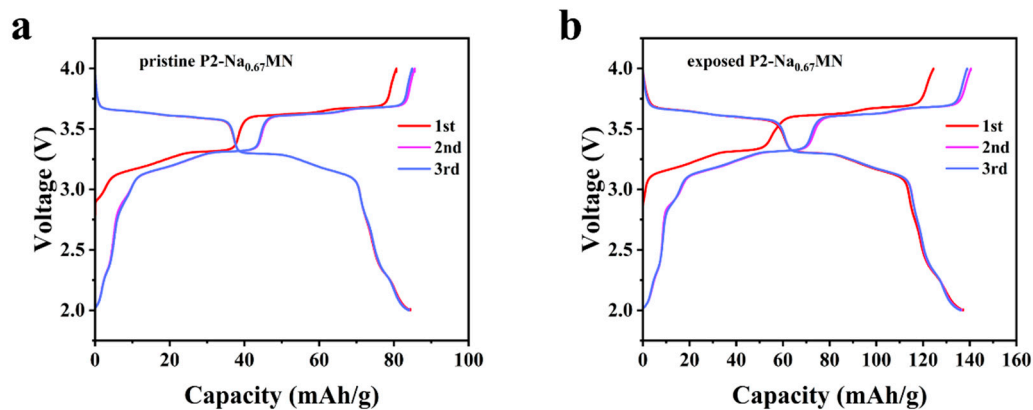 a
pristine P2-Na0.67MN
4.0
3.5
3.0
2.5
2.0
Voltage (V)
1st
2nd
3rd
0 20 40 60 80 100
Capacity (mAh/g)
b
exposed P2-Na0.67MN
4.0
3.5
3.0
2.5
2.0
Voltage (V)
1st
2nd
3rd
0 20 40 60 80 100 120 140 160
Capacity (mAh/g)